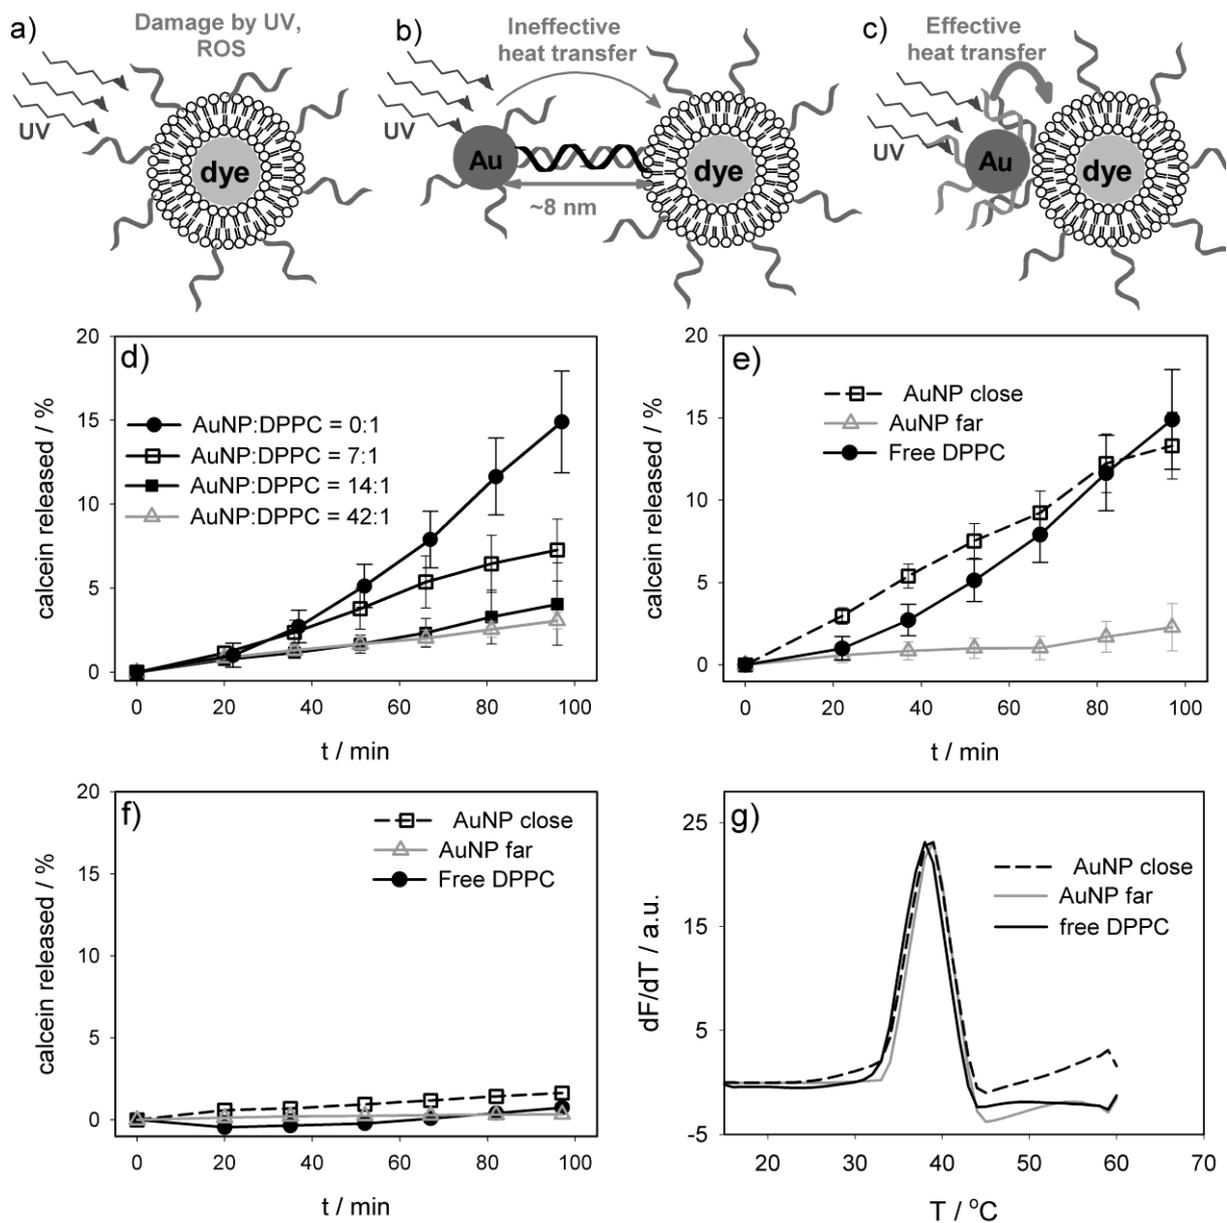 a)
Damage by UV,
ROS
UV
dye
b)
Ineffective
heat transfer
UV
Au
~8 nm
dye
c)
Effective
heat transfer
UV
Au
dye
d)
20
15
10
5
0
calcein released / %
AuNP:DPPC = 0:1
AuNP:DPPC = 7:1
AuNP:DPPC = 14:1
AuNP:DPPC = 42:1
0 20 40 60 80 100
t / min
e)
20
15
10
5
0
calcein released / %
AuNP close
AuNP far
Free DPPC
0 20 40 60 80 100
t / min
f)
20
15
10
5
0
calcein released / %
AuNP close
AuNP far
Free DPPC
0 20 40 60 80 100
t / min
g)
25
15
5
-5
dF/dT / a.u.
AuNP close
AuNP far
free DPPC
20 30 40 50 60 70
T / °C